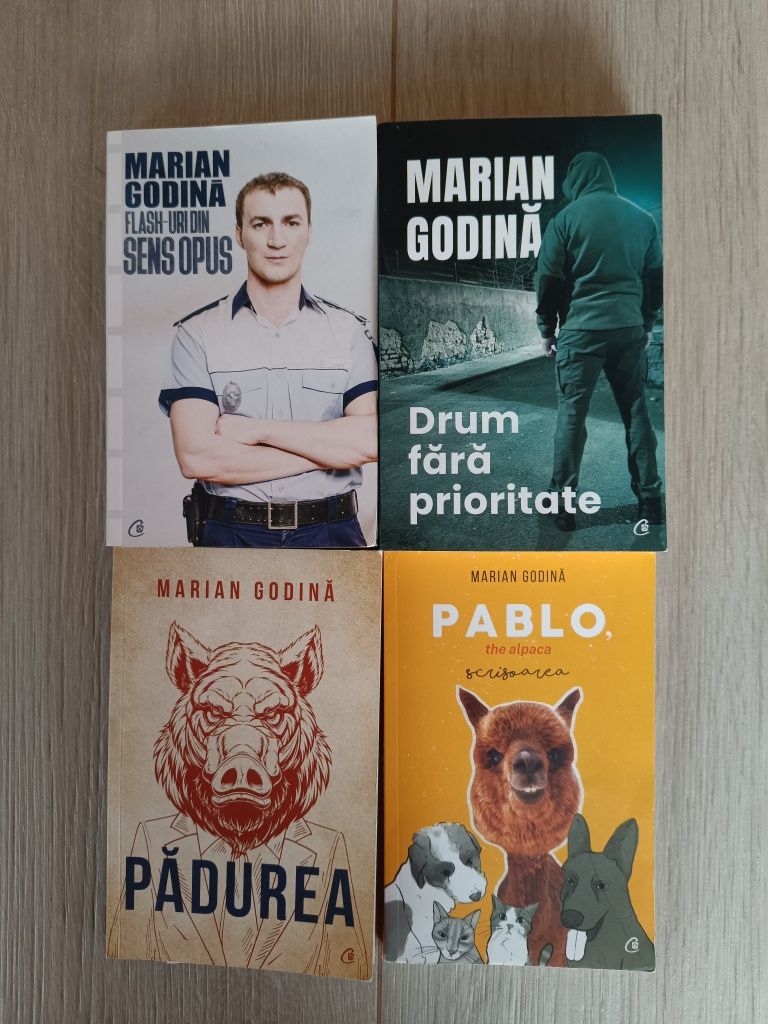 MARIAN
GODINĂ
FLASH-URI DIN
SENS OPUS
MARIAN
GODINĂ
Drum
fără
prioritate
MARIAN GODINĂ
PĂDUREA
MARIAN GODINĂ
PABLO,
the alpaca
scrisoarea